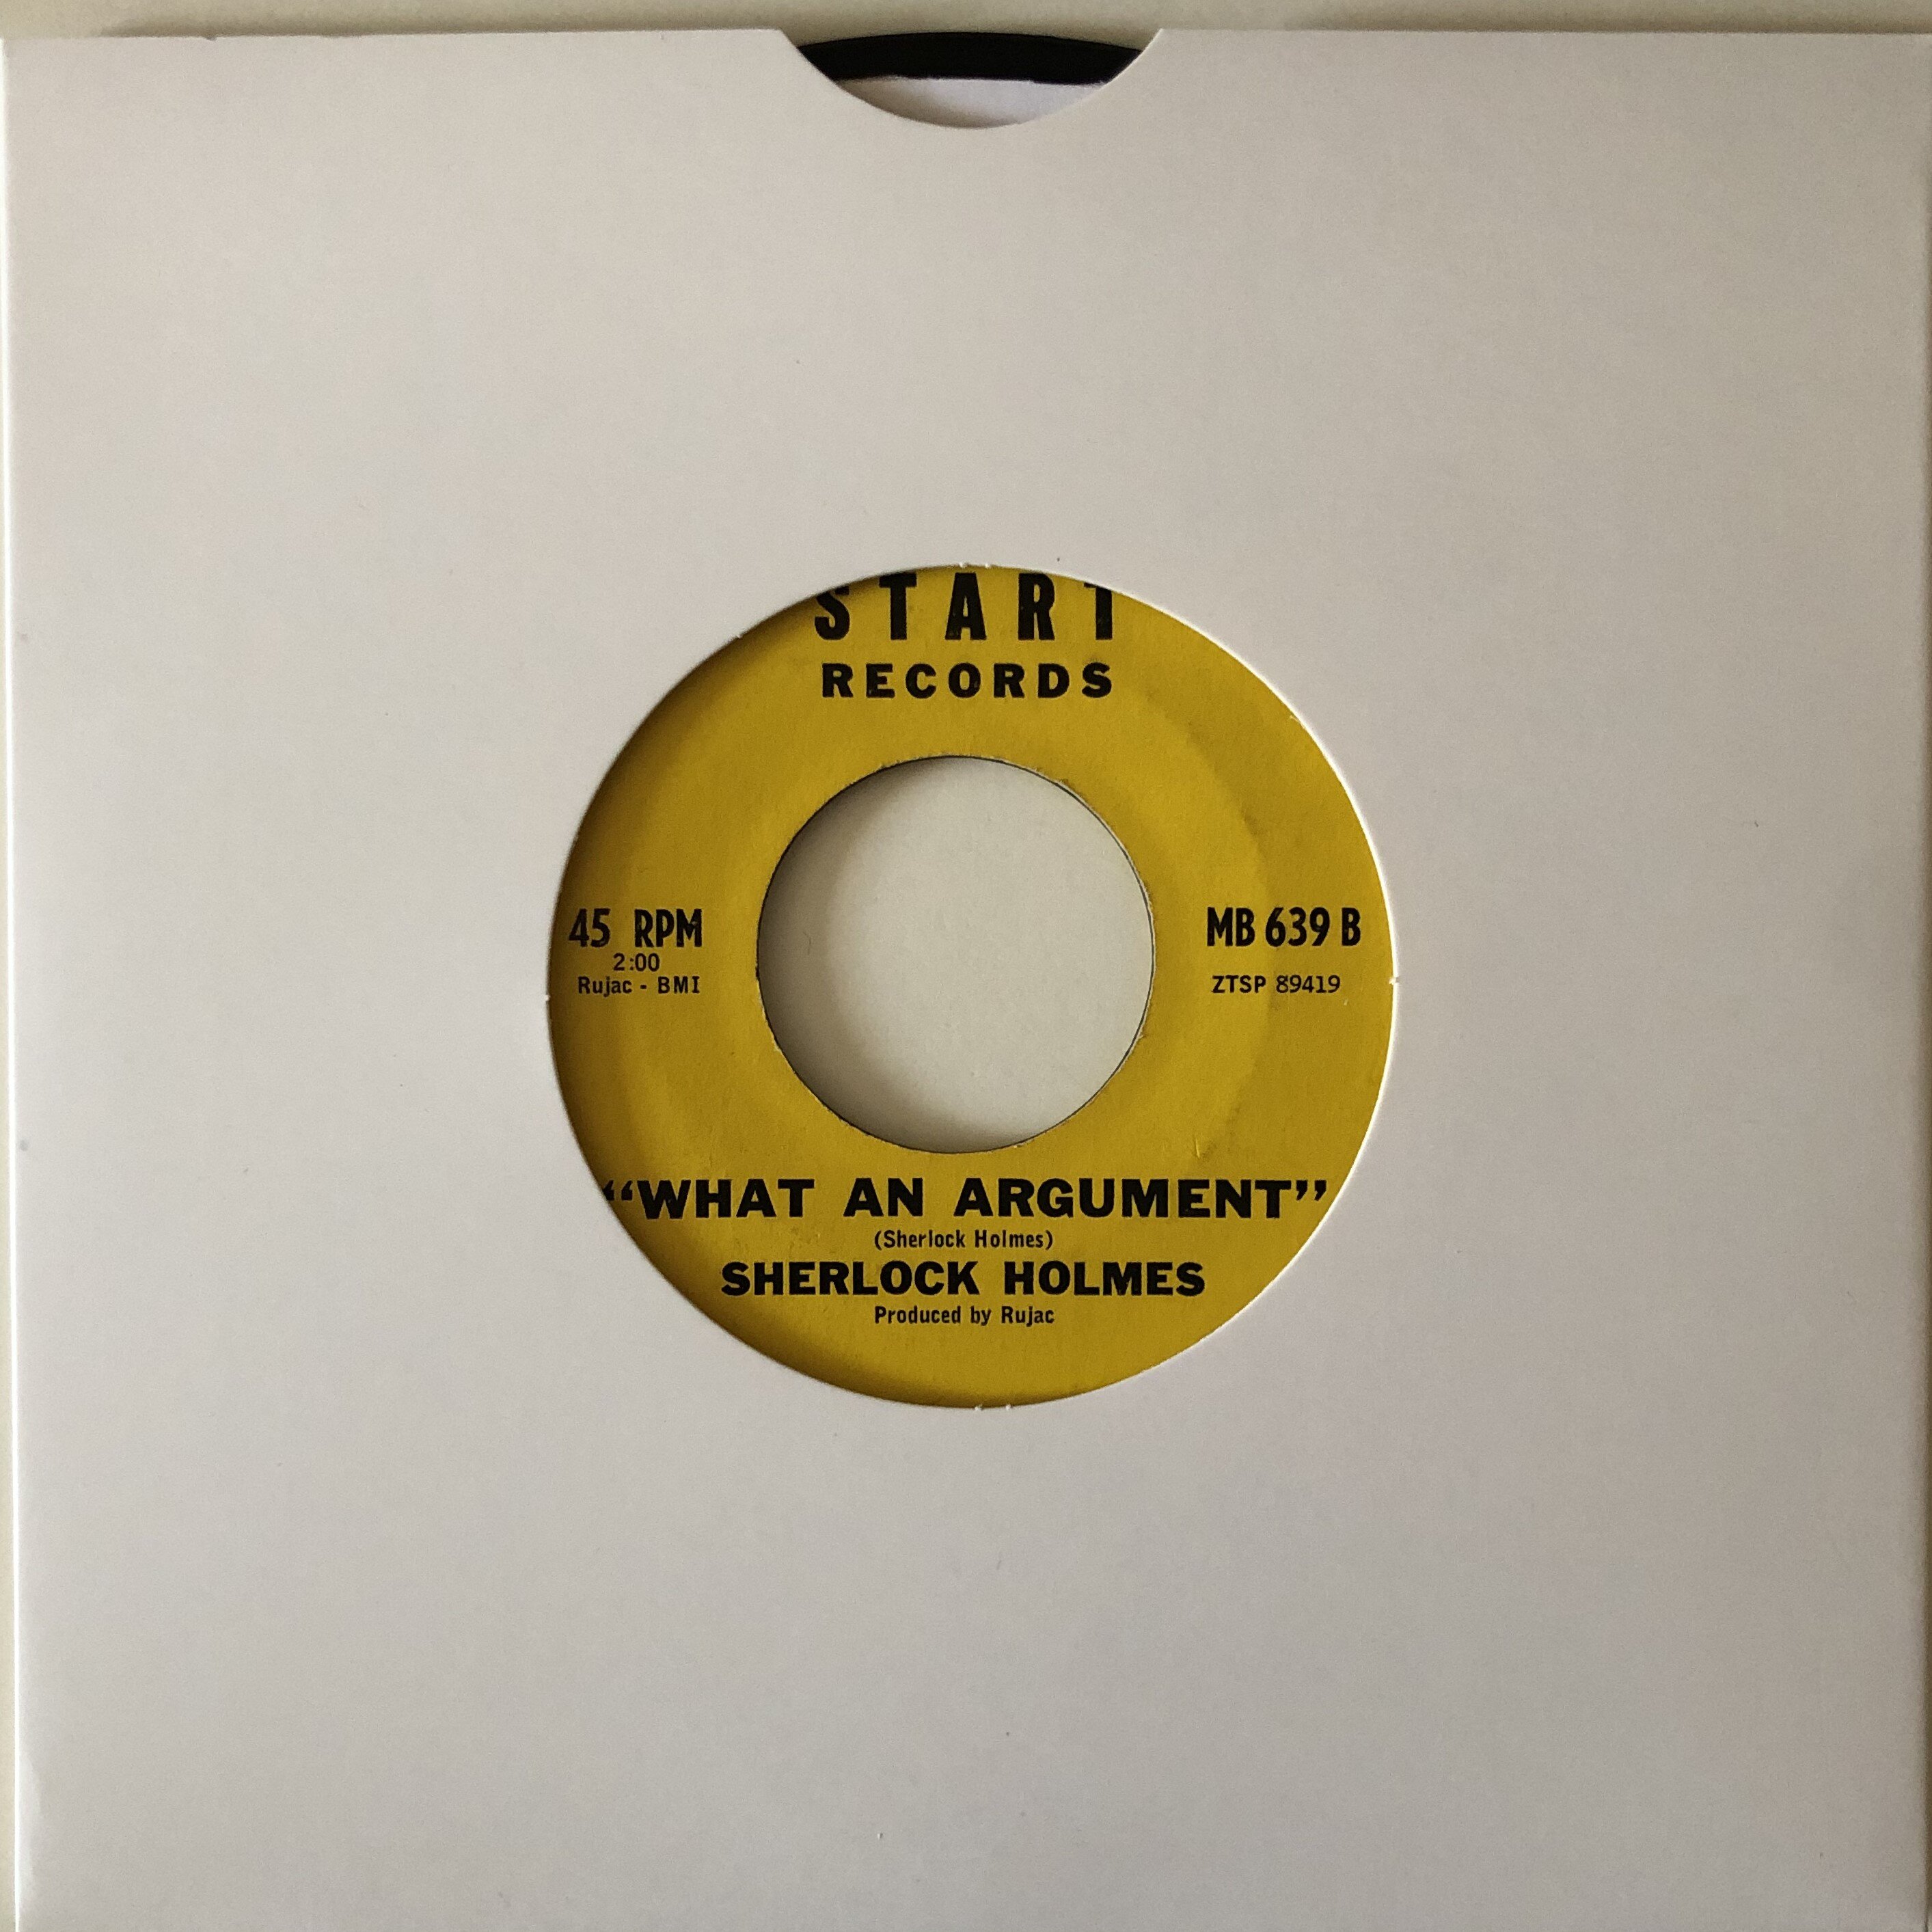 START
RECORDS
45 RPM
2:00
Rujac - BMI
MB 639 B
ZTSP 89419
“WHAT AN ARGUMENT”
(Sherlock Holmes)
SHERLOCK HOLMES
Produced by Rujac